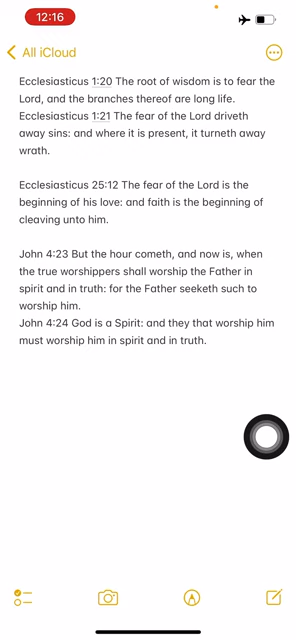 12:16
All iCloud
Ecclesiasticus 1:20 The root of wisdom is to fear the
Lord, and the branches thereof are long life.
Ecclesiasticus 1:21 The fear of the Lord driveth
away sins: and where it is present, it turneth away
wrath.
Ecclesiasticus 25:12 The fear of the Lord is the
beginning of his love: and faith is the beginning of
cleaving unto him.
John 4:23 But the hour cometh, and now is, when
the true worshippers shall worship the Father in
spirit and in truth: for the Father seeketh such to
worship him.
John 4:24 God is a Spirit: and they that worship him
must worship him in spirit and in truth.